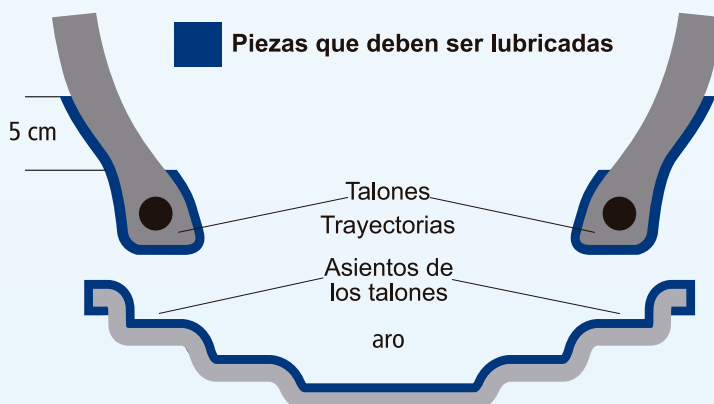 Piezas que deben ser lubricadas
5 cm
Talones
Trayectorias
Asientos de
los talones
aro